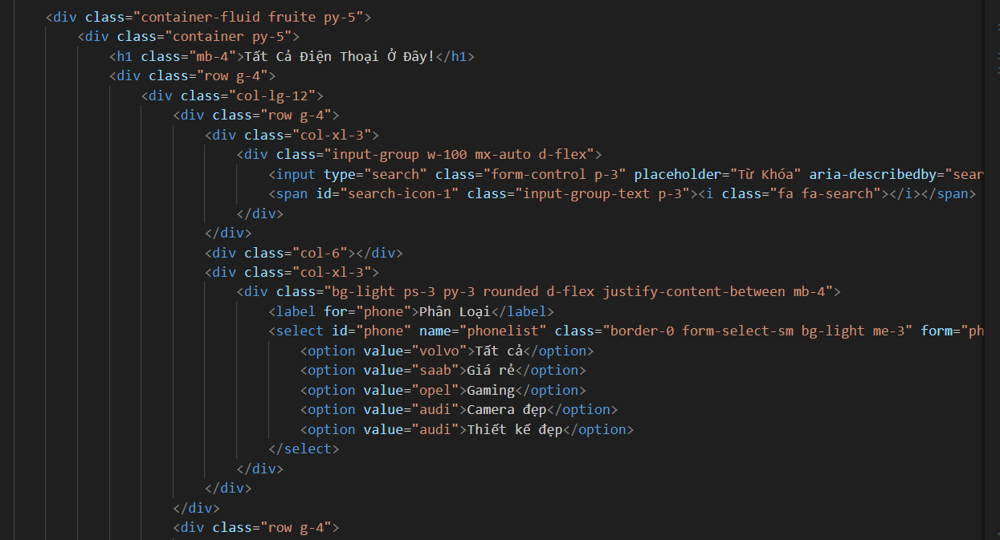 <div class="container-fluid fruite py-5">
<div class="container py-5">
<h1 class="mb-4">Tất Cả Điện Thoại Ở Đây!</h1>
<div class="row g-4">
<div class="col-lg-12">
<div class="row g-4">
<div class="col-xl-3">
<div class="input-group w-100 mx-auto d-flex">
<input type="search" class="form-control p-3" placeholder="Từ Khóa" aria-describedby="sear
<span id="search-icon-1" class="input-group-text p-3"><i class="fa fa-search"></i></span>
</div>
</div>
<div class="col-6"></div>
<div class="col-xl-3">
<div class="bg-light ps-3 py-3 rounded d-flex justify-content-between mb-4">
<label for="phone">Phân Loại</label>
<select id="phone" name="phonelist" class="border-0 form-select-sm bg-light me-3" form="ph
<option value="volvo">Tất cả</option>
<option value="saab">Giá rẻ</option>
<option value="opel">Gaming</option>
<option value="audi">Camera đẹp</option>
<option value="audi">Thiết kế đẹp</option>
</select>
</div>
</div>
</div>
<div class="row g-4">